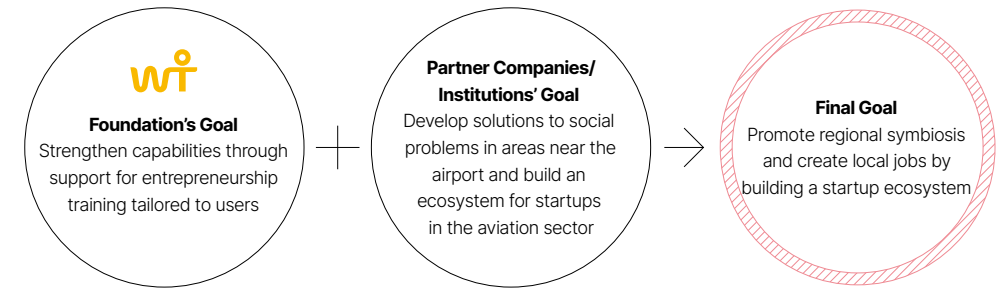 Foundation's Goal
Strengthen capabilities through
support for entrepreneurship
training tailored to users
Partner Companies/
Institutions' Goal
Develop solutions to social
problems in areas near the
airport and build an
ecosystem for startups
in the aviation sector
Final Goal
Promote regional symbiosis
and create local jobs by
building a startup ecosystem